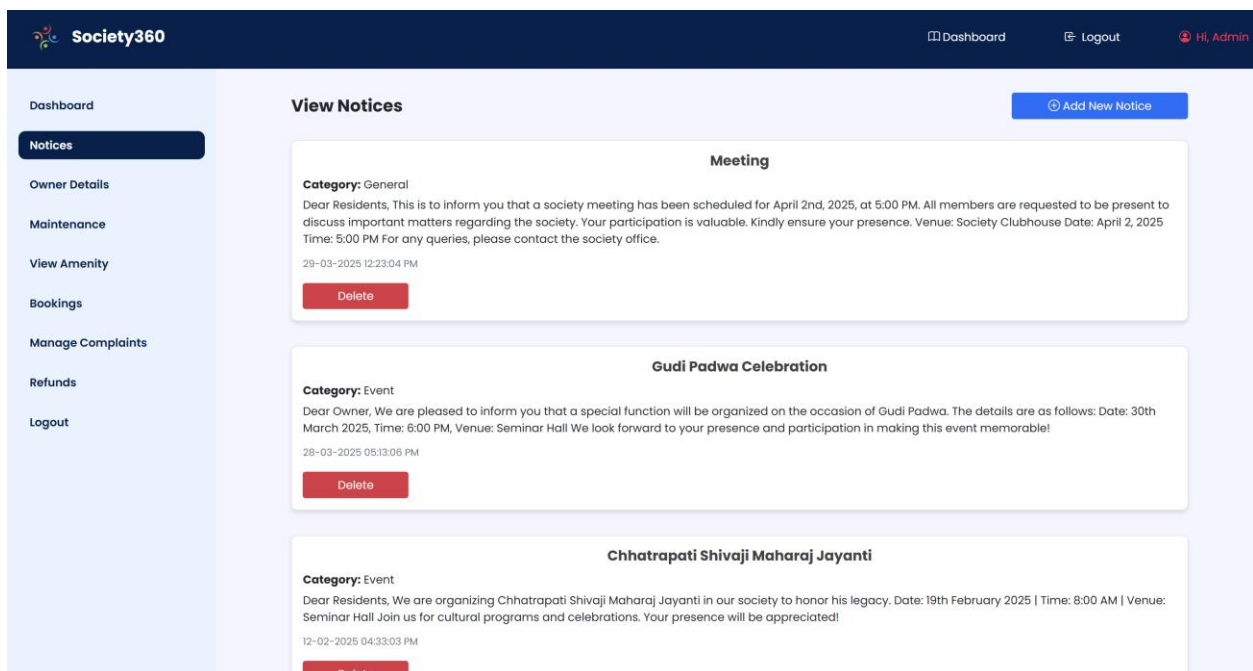 Society360
Dashboard
Logout
Hi, Admin
Dashboard
Notices
Owner Details
Maintenance
View Amenity
Bookings
Manage Complaints
Refunds
Logout
View Notices
Add New Notice
Meeting
Category: General
Dear Residents, This is to inform you that a society meeting has been scheduled for April 2nd, 2025, at 5:00 PM. All members are requested to be present to
discuss important matters regarding the society. Your participation is valuable. Kindly ensure your presence. Venue: Society Clubhouse Date: April 2, 2025
Time: 5:00 PM For any queries, please contact the society office.
29-03-2025 12:23:04 PM
Delete
Gudi Padwa Celebration
Category: Event
Dear Owner, We are pleased to inform you that a special function will be organized on the occasion of Gudi Padwa. The details are as follows: Date: 30th
March 2025, Time: 6:00 PM, Venue: Seminar Hall We look forward to your presence and participation in making this event memorable!
28-03-2025 05:13:06 PM
Delete
Chhatrapati Shivaji Maharaj Jayanti
Category: Event
Dear Residents, We are organizing Chhatrapati Shivaji Maharaj Jayanti in our society to honor his legacy. Date: 19th February 2025 | Time: 8:00 AM | Venue:
Seminar Hall Join us for cultural programs and celebrations. Your presence will be appreciated!
12-02-2025 04:33:03 PM